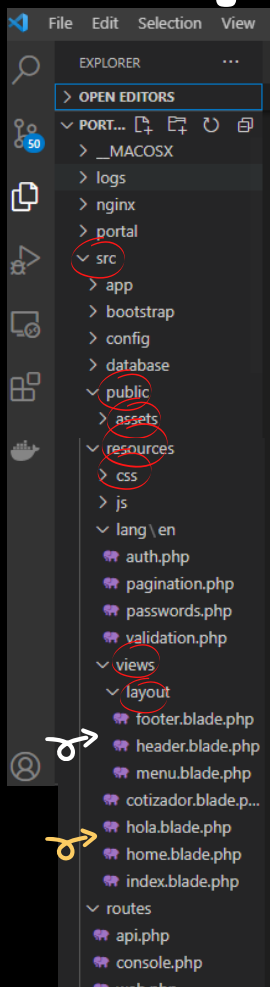 File Edit Selection View
EXPLORER ...
OPEN EDITORS
PORT...
__MACOSX
logs
nginx
portal
src
app
bootstrap
config
database
public
assets
resources
css
js
lang\en
auth.php
pagination.php
passwords.php
validation.php
views
layout
footer.blade.php
header.blade.php
menu.blade.php
cotizador.blade.p...
hola.blade.php
home.blade.php
index.blade.php
routes
api.php
console.php
50